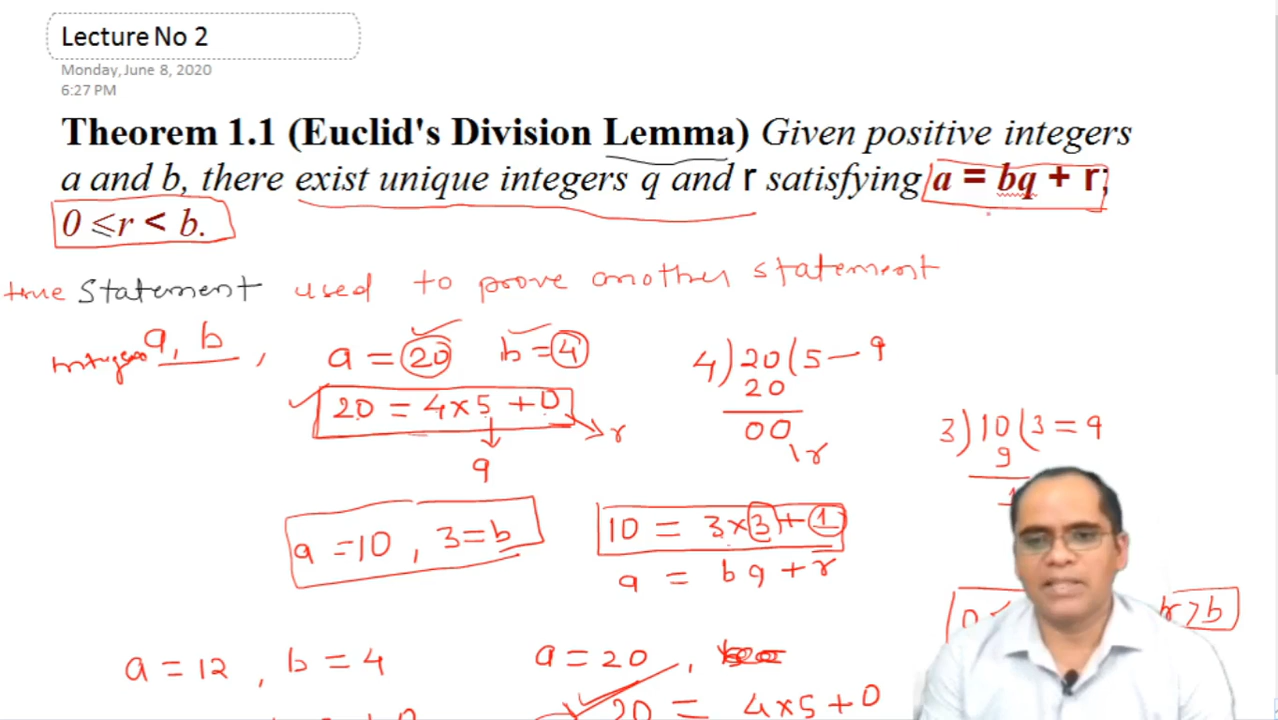 Lecture No 2
Monday, June 8, 2020
6:27 PM
Theorem 1.1 (Euclid's Division Lemma) Given positive integers
a and b, there exist unique integers q and r satisfying a = bq + r,
0 ⩽ r < b.
true Statement used to prove another statement
Integers a, b , a = 20 b = 4
4) 20 ( 5 — q
20
00
r
20 = 4×5 + 0
r
q
3) 10 ( 3 = q
9
a = 10 , 3 = b
10 = 3×3 + 1
a = bq + r
r > b
a = 12 , b = 4
a = 20 ,
20 = 4×5 + 0